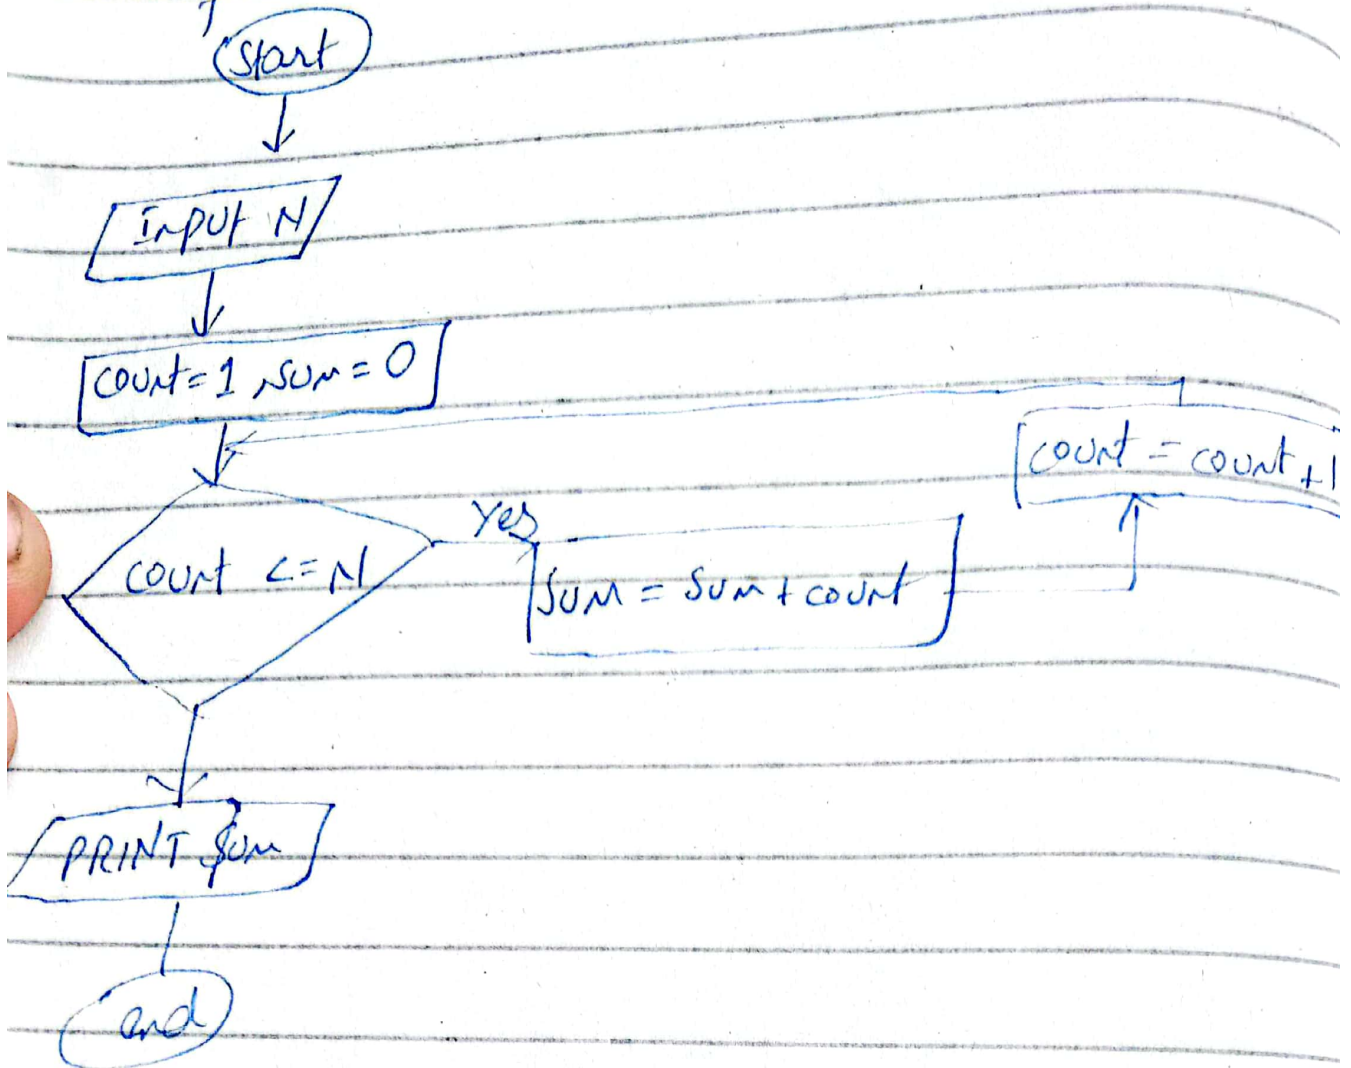 Start
INPUT N
COUNT=1, SUM=0
COUNT = COUNT+1
Yes
COUNT <=N
SUM = SUM+COUNT
PRINT SUM
end